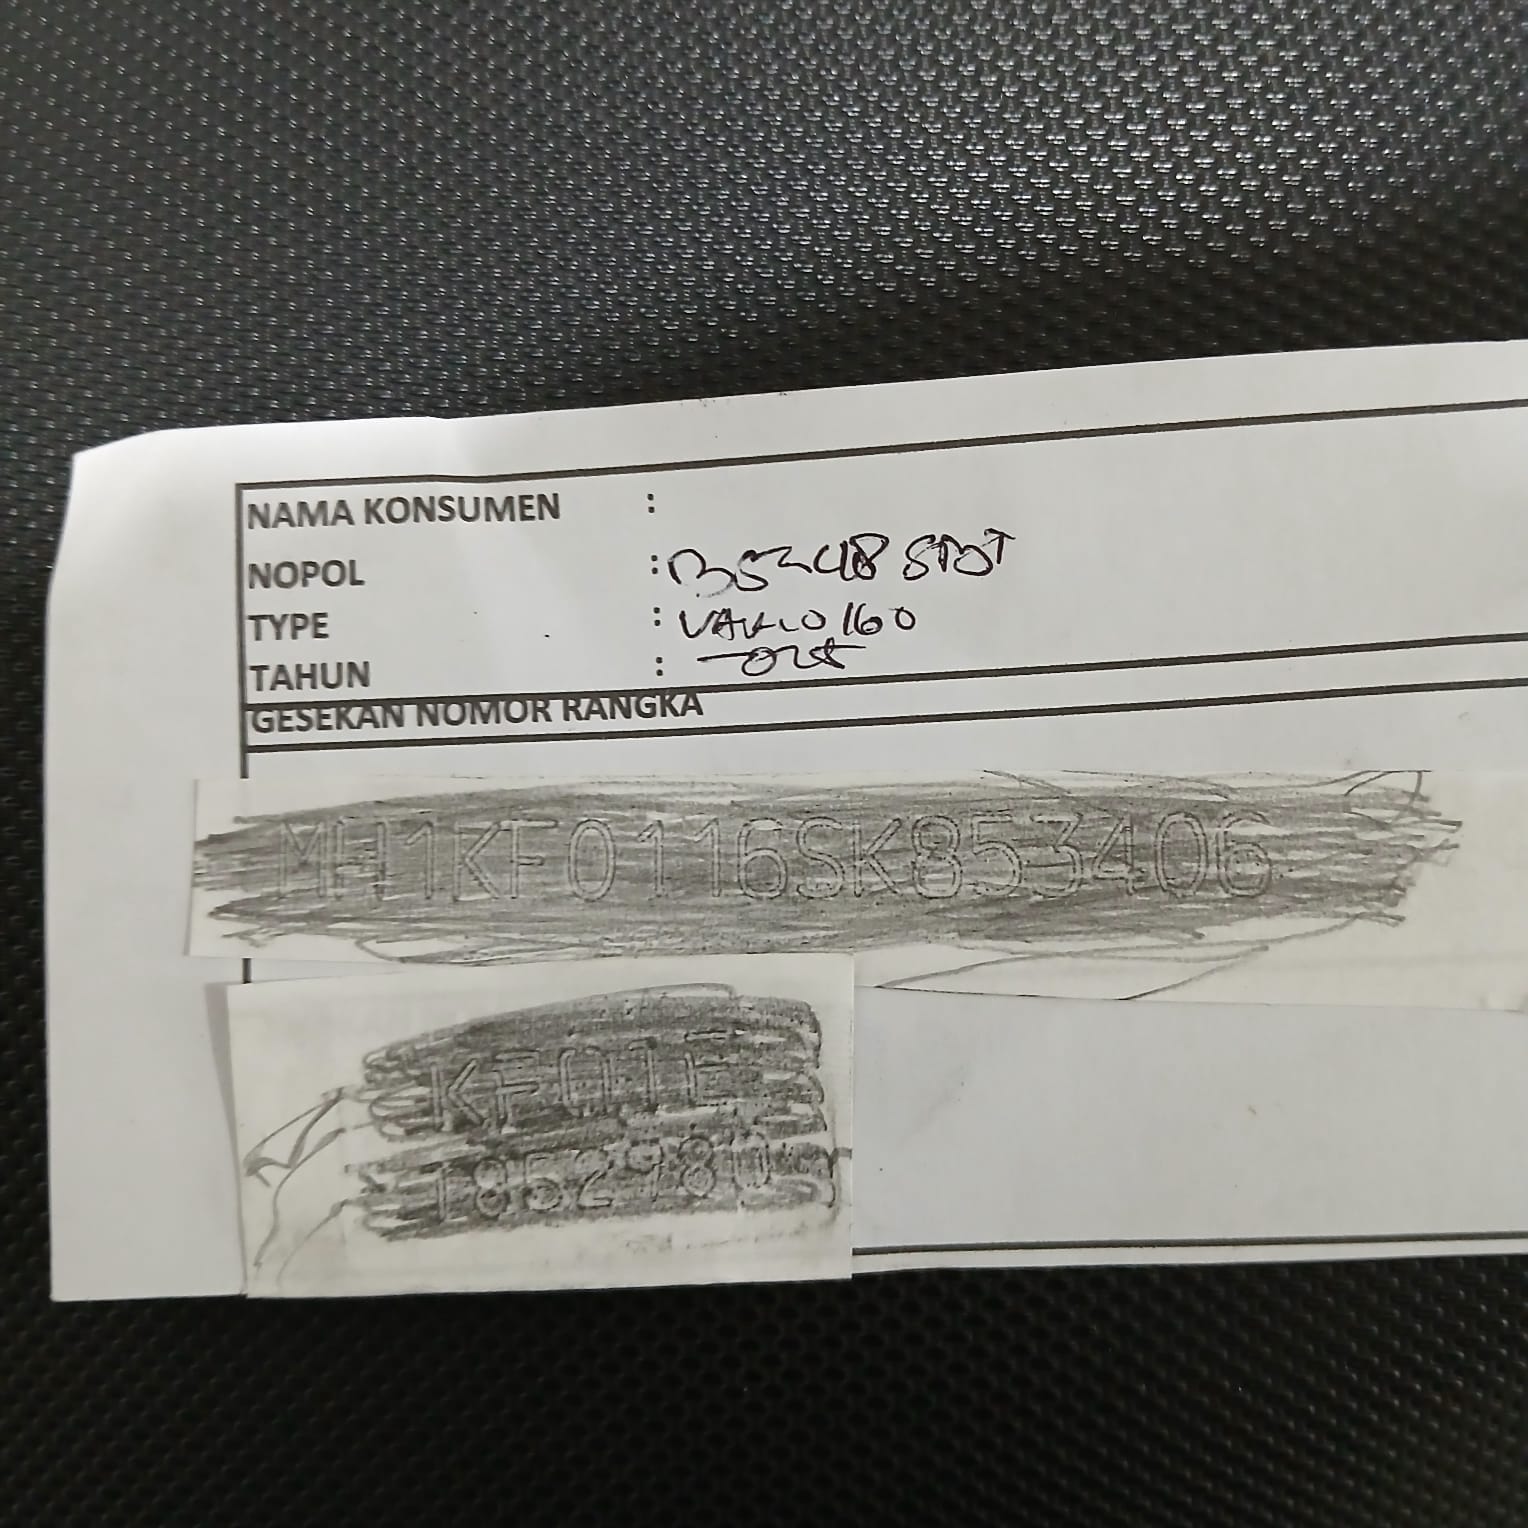 NAMA KONSUMEN :
NOPOL :
TYPE : VARIO 160
TAHUN :
GESEKAN NOMOR RANGKA
MH1KF0116SK853406
KF01E
1852980